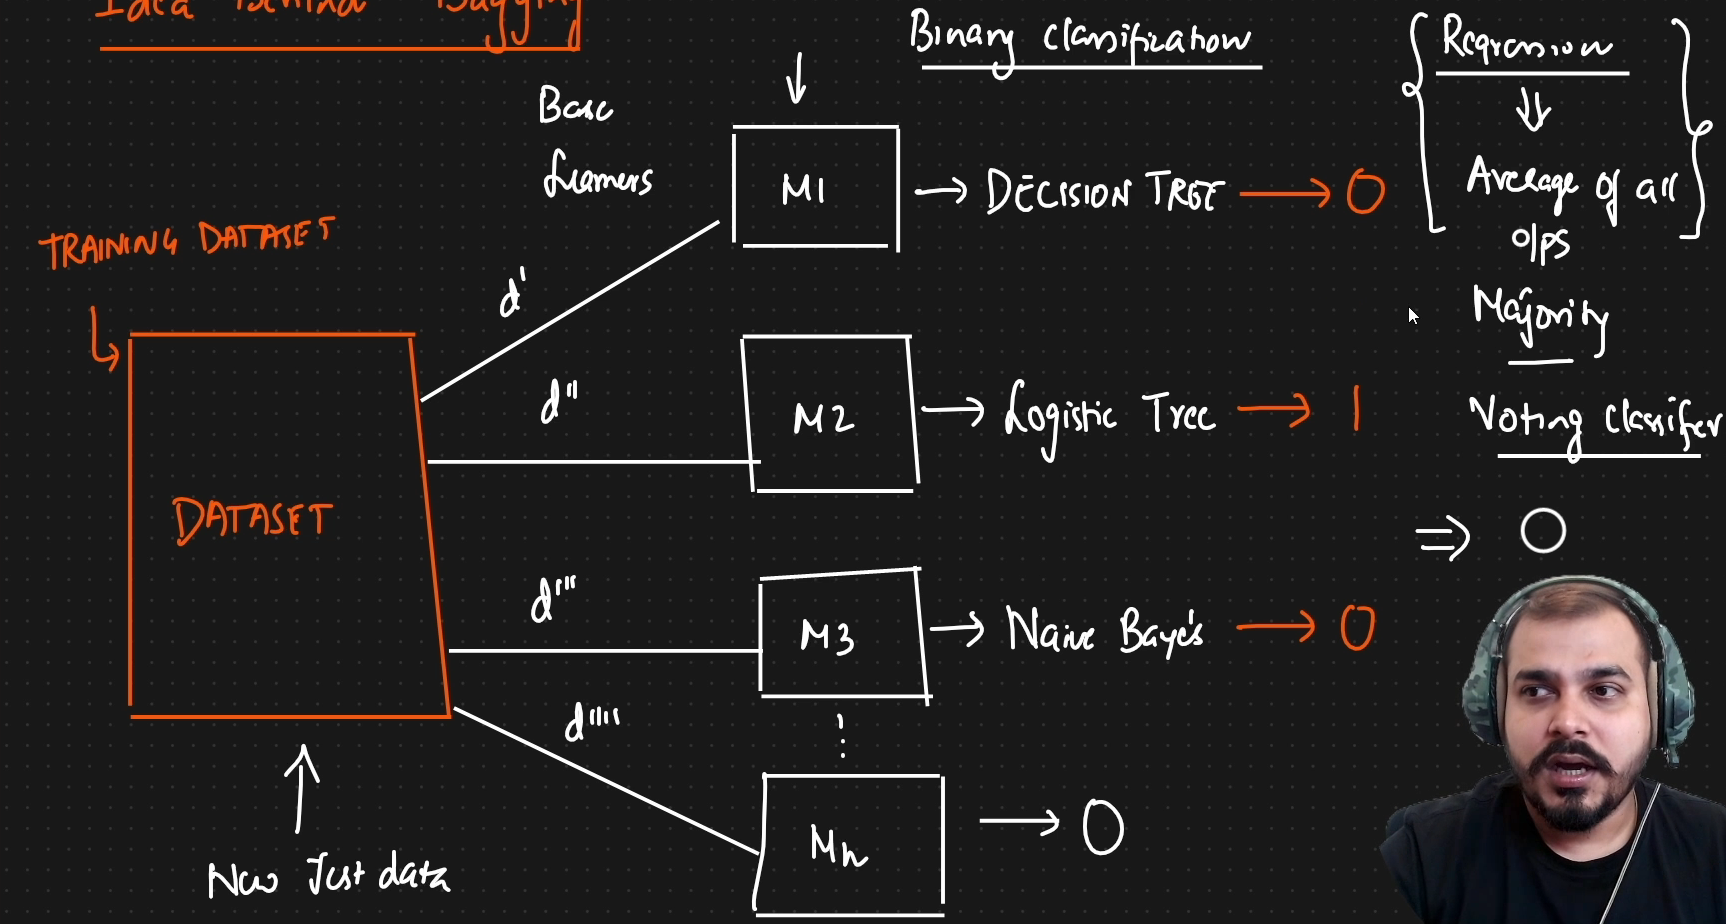 Idea Behind Bagging
Binary classification
Regression
Average of all
o/ps
Majority
Voting classifier
⇒ 0
Base
Learners
TRAINING DATASET
DATASET
New Test data
d'
M1 → DECISION TREE → 0
d''
M2 → Logistic Tree → 1
d'''
M3 → Naive Baye's → 0
d''''
Mn → 0